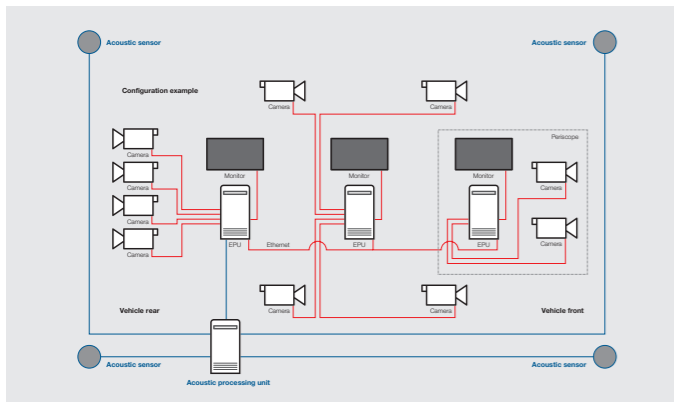 Acoustic sensor
Acoustic sensor
Configuration example
Camera
Camera
Periscope
Camera
Monitor
Monitor
Monitor
Camera
Camera
Camera
Camera
EPU
Ethernet
EPU
EPU
Camera
Camera
Vehicle rear
Camera
Camera
Vehicle front
Acoustic sensor
Acoustic sensor
Acoustic processing unit